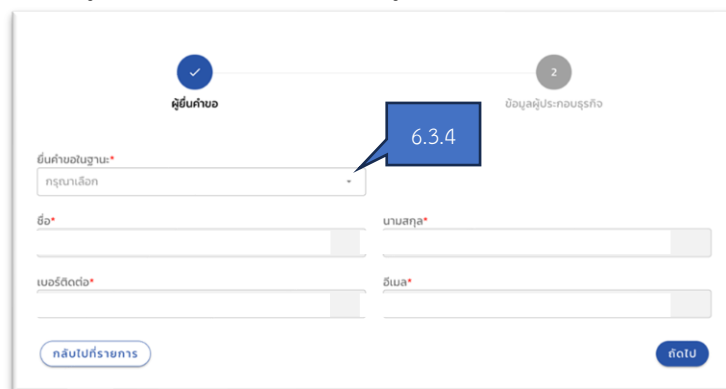 2
ผู้ยื่นคำขอ
ข้อมูลผู้ประกอบธุรกิจ
6.3.4
ยื่นคำขอในฐานะ*
กรุณาเลือก
ชื่อ*
นามสกุล*
เบอร์ติดต่อ*
อีเมล*
กลับไปที่รายการ
ถัดไป